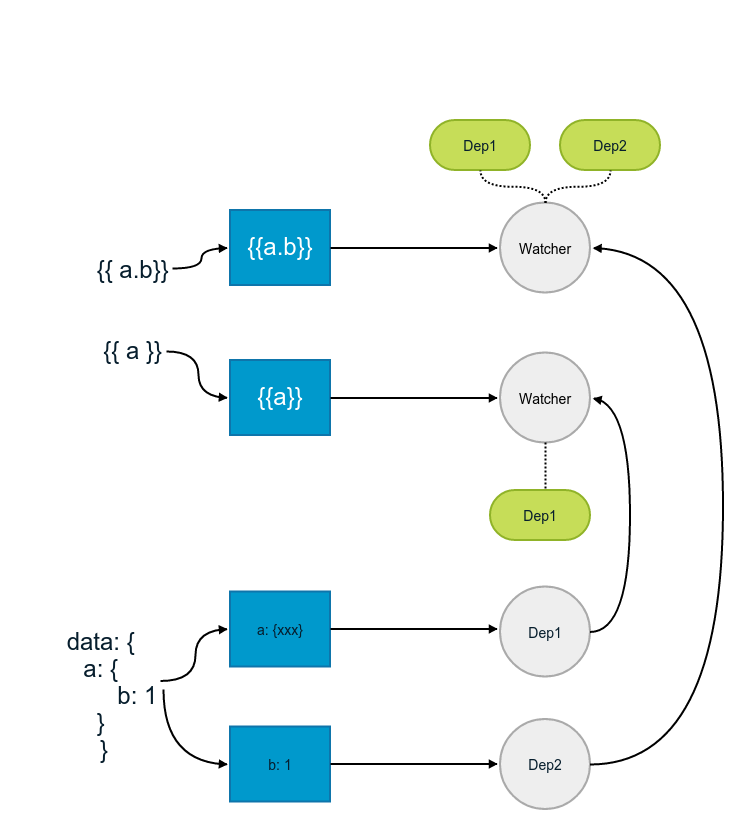 Dep1
Dep2
{{a.b}}
Watcher
{{ a.b}}
{{ a }}
{{a}}
Watcher
Dep1
data: {
a: {
b: 1
}
}
a: {xxx}
Dep1
b: 1
Dep2